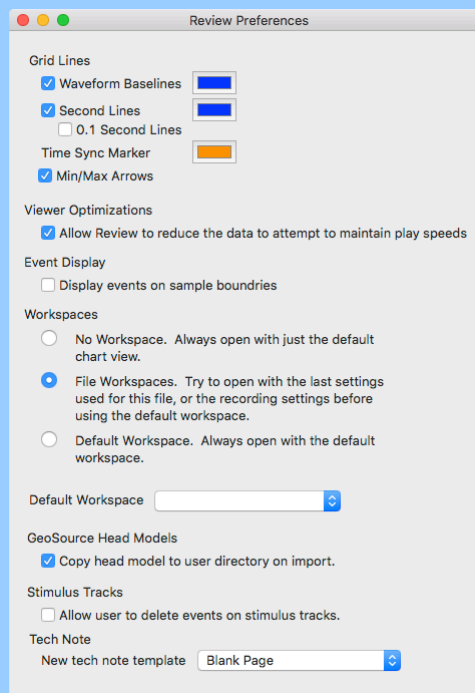 Review Preferences
Grid Lines
Waveform Baselines
Second Lines
0.1 Second Lines
Time Sync Marker
Min/Max Arrows
Viewer Optimizations
Allow Review to reduce the data to attempt to maintain play speeds
Event Display
Display events on sample boundries
Workspaces
No Workspace.  Always open with just the default
chart view.
File Workspaces.  Try to open with the last settings
used for this file, or the recording settings before
using the default workspace.
Default Workspace.  Always open with the default
workspace.
Default Workspace
GeoSource Head Models
Copy head model to user directory on import.
Stimulus Tracks
Allow user to delete events on stimulus tracks.
Tech Note
New tech note template Blank Page